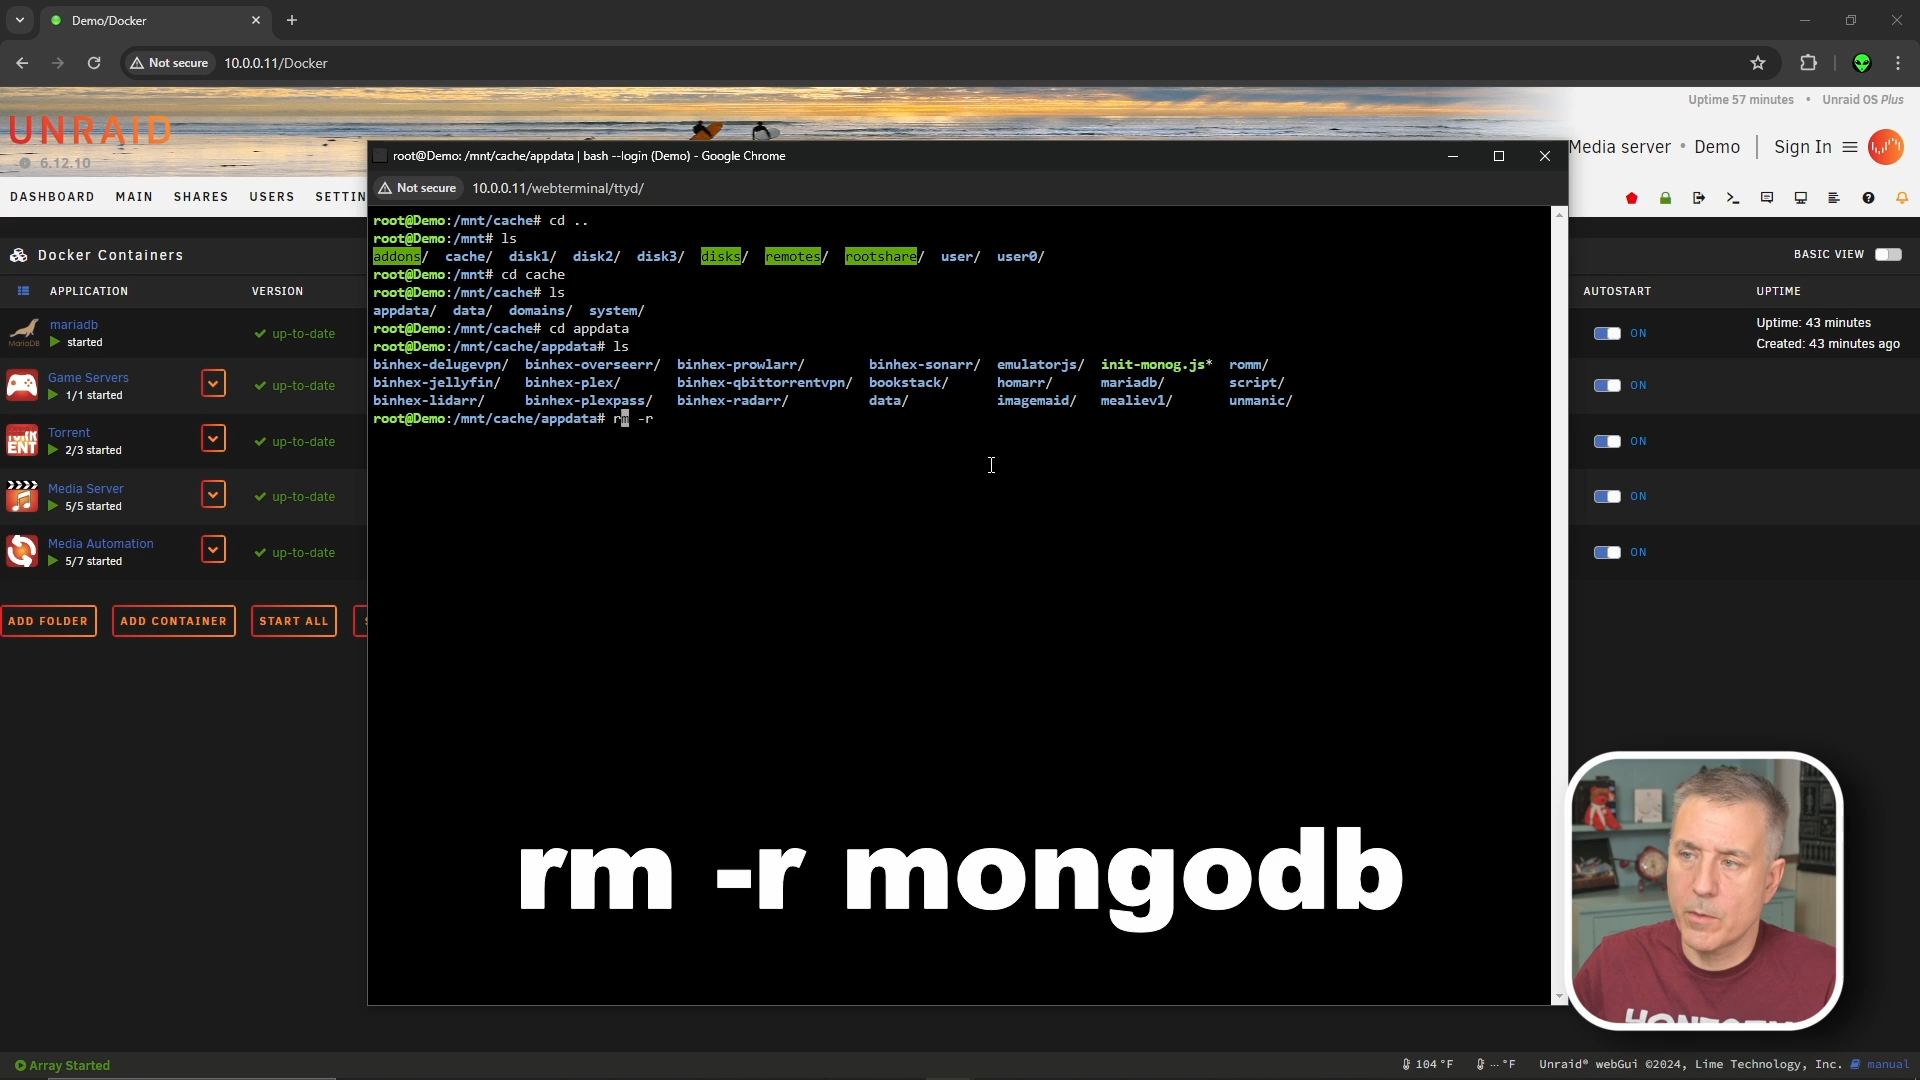 Demo/Docker
Not secure 10.0.0.11/Docker
Uptime 57 minutes • Unraid OS Plus
UNRAID
6.12.10
Media server • Demo Sign In
root@Demo: /mnt/cache/appdata | bash --login (Demo) - Google Chrome
Not secure 10.0.0.11/webterminal/ttyd/
DASHBOARD MAIN SHARES USERS SETTIN
root@Demo:/mnt/cache# cd ..
root@Demo:/mnt# ls
addons/ cache/ disk1/ disk2/ disk3/ disks/ remotes/ rootshare/ user/ user0/
root@Demo:/mnt# cd cache
root@Demo:/mnt/cache# ls
appdata/ data/ domains/ system/
root@Demo:/mnt/cache# cd appdata
root@Demo:/mnt/cache/appdata# ls
binhex-delugevpn/ binhex-overseerr/ binhex-prowlarr/ binhex-sonarr/ emulatorjs/ init-monog.js* romm/
binhex-jellyfin/ binhex-plex/ binhex-qbittorrentvpn/ bookstack/ homarr/ mariadb/ script/
binhex-lidarr/ binhex-plexpass/ binhex-radarr/ data/ imagemaid/ mealiev1/ unmanic/
root@Demo:/mnt/cache/appdata# rm -r
Docker Containers
BASIC VIEW
APPLICATION VERSION
AUTOSTART UPTIME
MariaDB
mariadb
started
up-to-date
ON
Uptime: 43 minutes
Created: 43 minutes ago
Game Servers
1/1 started
up-to-date
ON
TORRENT
Torrent
2/3 started
up-to-date
ON
Media Server
5/5 started
up-to-date
ON
Media Automation
5/7 started
up-to-date
ON
ADD FOLDER ADD CONTAINER START ALL
rm -r mongodb
Array Started
104 °F -- °F Unraid® webGui ©2024, Lime Technology, Inc. manual